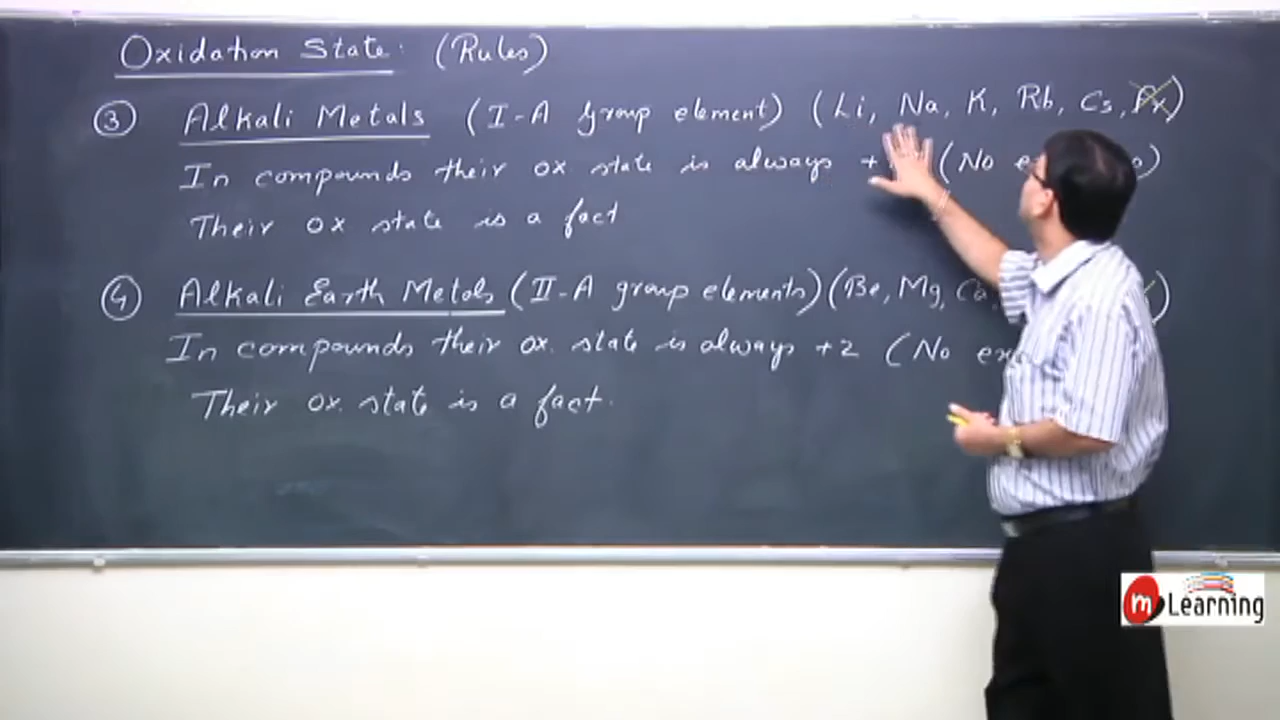 Oxidation State: (Rules)
③ Alkali Metals (I-A group element) (Li, Na, K, Rb, Cs, Fr)
In compounds their ox state is always + (No
Their ox state is a fact
④ Alkali Earth Metals (II-A group elements) (Be, Mg, Ca,
In compounds their ox. state is always +2 (No
Their ox. state is a fact.
m Learning